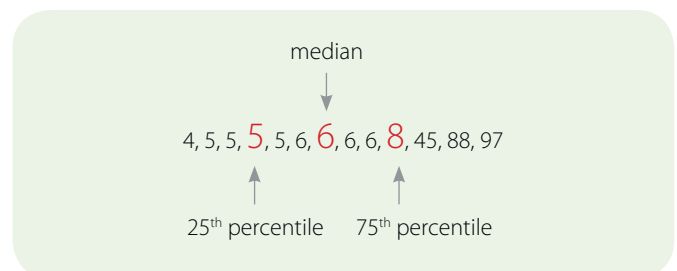 median
4, 5, 5, 5, 5, 6, 6, 6, 6, 8, 45, 88, 97
25th percentile 75th percentile